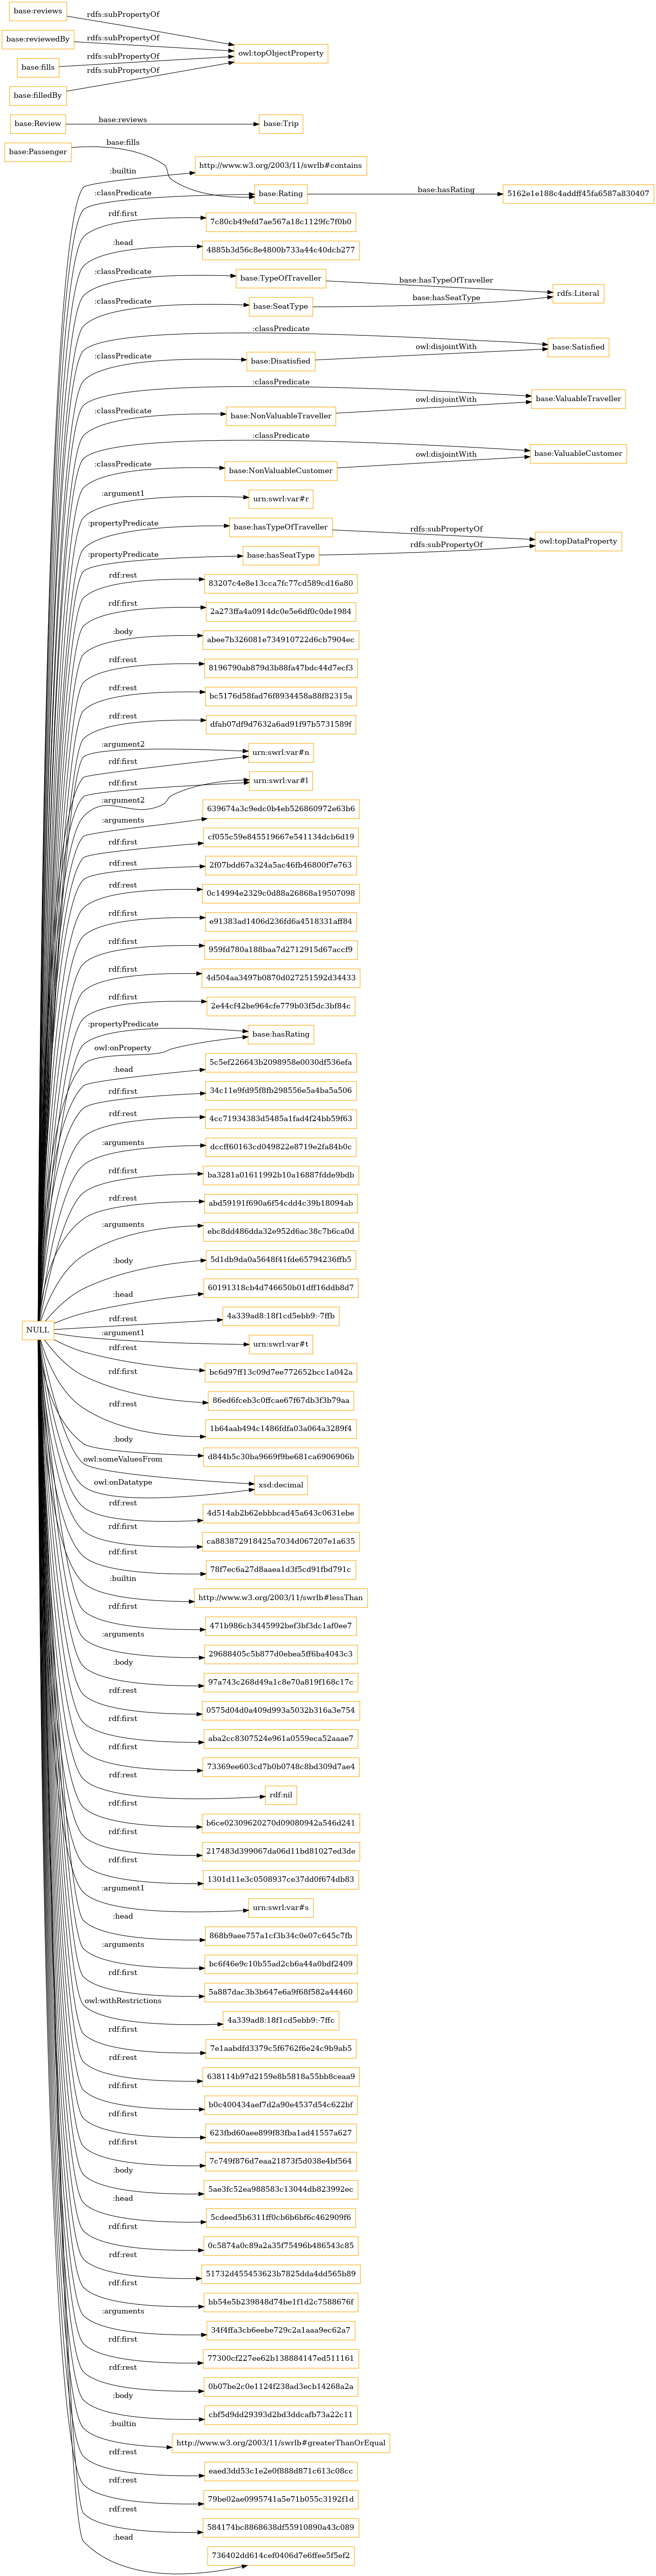 base:reviews
rdfs:subPropertyOf
base:reviewedBy
rdfs:subPropertyOf
owl:topObjectProperty
base:fills
rdfs:subPropertyOf
base:filledBy
rdfs:subPropertyOf
base:Review
base:reviews
base:Trip
base:Passenger
base:fills
:builtin
http://www.w3.org/2003/11/swrlb#contains
:classPredicate
base:Rating
base:hasRating
5162e1e188c4addff45fa6587a830407
rdf:first
7c80cb49efd7ae567a18c1129fc7f0b0
:head
4885b3d56c8e4800b733a44c40dcb277
:classPredicate
base:TypeOfTraveller
base:hasTypeOfTraveller
rdfs:Literal
:classPredicate
base:SeatType
base:hasSeatType
:classPredicate
base:Satisfied
:classPredicate
base:Disatisfied
owl:disjointWith
:classPredicate
base:ValuableTraveller
:classPredicate
base:NonValuableTraveller
owl:disjointWith
:classPredicate
base:ValuableCustomer
:classPredicate
base:NonValuableCustomer
owl:disjointWith
:argument1
urn:swrl:var#r
:propertyPredicate
base:hasTypeOfTraveller
rdfs:subPropertyOf
owl:topDataProperty
:propertyPredicate
base:hasSeatType
rdfs:subPropertyOf
rdf:rest
83207c4e8e13cca7fc77cd589cd16a80
rdf:first
2a273ffa4a0914dc0e5e6df0c0de1984
:body
abee7b326081e734910722d6cb7904ec
rdf:rest
8196790ab879d3b88fa47bdc44d7ecf3
rdf:rest
bc5176d58fad76f8934458a88f82315a
rdf:rest
dfab07df9d7632a6ad91f97b5731589f
:argument2
urn:swrl:var#n
rdf:first
rdf:first
urn:swrl:var#l
:argument2
639674a3c9edc0b4eb526860972e63b6
:arguments
rdf:first
cf055c59e845519667e541134dcb6d19
rdf:rest
2f07bdd67a324a5ac46fb46800f7e763
rdf:rest
0c14994e2329c0d88a26868a19507098
rdf:first
e91383ad1406d236fd6a4518331aff84
rdf:first
959fd780a188baa7d2712915d67accf9
rdf:first
4d504aa3497b0870d027251592d34433
rdf:first
2e44cf42be964cfe779b03f5dc3bf84c
:propertyPredicate
base:hasRating
owl:onProperty
:head
5c5ef226643b2098958e0030df536efa
rdf:first
34c11e9fd95f8fb298556e5a4ba5a506
rdf:rest
4cc71934383d5485a1fad4f24bb59f63
:arguments
dccff60163cd049822e8719e2fa84b0c
rdf:first
ba3281a01611992b10a16887fdde9bdb
rdf:rest
abd59191f690a6f54cdd4c39b18094ab
:arguments
ebc8dd486dda32e952d6ac38c7b6ca0d
:body
5d1db9da0a5648f41fde65794236ffb5
:head
60191318cb4d746650b01dff16ddb8d7
NULL
rdf:rest
4a339ad8:18f1cd5ebb9:-7ffb
:argument1
urn:swrl:var#t
rdf:rest
bc6d97ff13c09d7ee772652bcc1a042a
rdf:first
86ed6fceb3c0ffcae67f67db3f3b79aa
rdf:rest
1b64aab494c1486fdfa03a064a3289f4
:body
d844b5c30ba9669f9be681ca6906906b
owl:someValuesFrom
xsd:decimal
owl:onDatatype
rdf:rest
4d514ab2b62ebbbcad45a643c0631ebe
rdf:first
ca883872918425a7034d067207e1a635
rdf:first
78f7ec6a27d8aaea1d3f5cd91fbd791c
:builtin
http://www.w3.org/2003/11/swrlb#lessThan
rdf:first
471b986cb3445992bef3bf3dc1af0ee7
:arguments
29688405c5b877d0ebea5ff6ba4043c3
:body
97a743c268d49a1c8e70a819f168c17c
rdf:rest
0575d04d0a409d993a5032b316a3e754
rdf:first
aba2cc8307524e961a0559eca52aaae7
rdf:first
73369ee603cd7b0b0748c8bd309d7ae4
rdf:rest
rdf:nil
rdf:first
b6ce02309620270d09080942a546d241
rdf:first
217483d399067da06d11bd81027ed3de
rdf:first
1301d11e3c0508937ce37dd0f674db83
:argument1
urn:swrl:var#s
:head
868b9aee757a1cf3b34c0e07c645c7fb
:arguments
bc6f46e9c10b55ad2cb6a44a0bdf2409
rdf:first
5a887dac3b3b647e6a9f68f582a44460
owl:withRestrictions
4a339ad8:18f1cd5ebb9:-7ffc
rdf:first
7e1aabdfd3379c5f6762f6e24c9b9ab5
rdf:rest
638114b97d2159e8b5818a55bb8ceaa9
rdf:first
b0c400434aef7d2a90e4537d54c622bf
rdf:first
623fbd60aee899f83fba1ad41557a627
rdf:first
7c749f876d7eaa21873f5d038e4bf564
:body
5ae3fc52ea988583c13044db823992ec
:head
5cdeed5b6311ff0cb6b6bf6c462909f6
rdf:first
0c5874a0c89a2a35f75496b486543c85
rdf:rest
51732d455453623b7825dda4dd565b89
rdf:first
bb54e5b239848d74be1f1d2c7588676f
:arguments
34f4ffa3cb6eebe729c2a1aaa9ec62a7
rdf:first
77300cf227ee62b138884147ed511161
rdf:rest
0b07be2c0e1124f238ad3ecb14268a2a
:body
cbf5d9dd29393d2bd3ddcafb73a22c11
:builtin
http://www.w3.org/2003/11/swrlb#greaterThanOrEqual
rdf:rest
eaed3dd53c1e2e0f888d871c613c08cc
rdf:rest
79be02ae0995741a5e71b055c3192f1d
rdf:rest
584174bc8868638df55910890a43c089
:head
736402dd614cef0406d7e6ffee5f5ef2